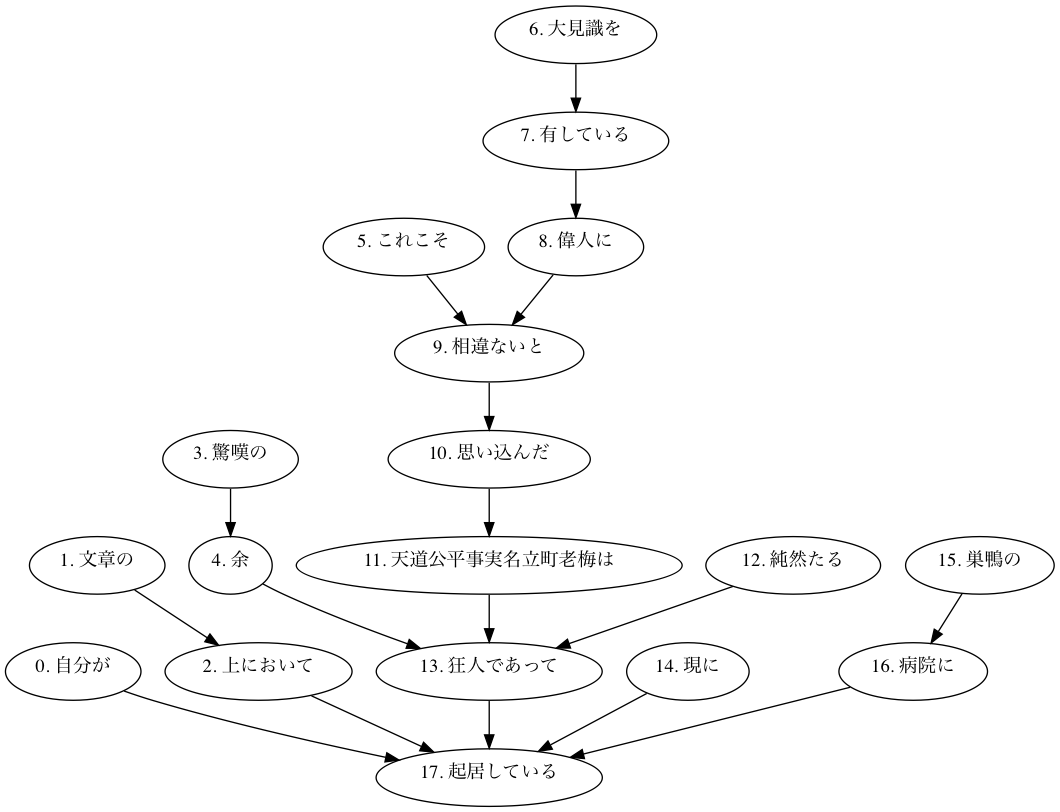 6. 大見識を
7. 有している
5. これこそ
8. 偉人に
9. 相違ないと
3. 驚嘆の
10. 思い込んだ
1. 文章の
4. 余
11. 天道公平事実名立町老梅は
12. 純然たる
15. 巣鴨の
0. 自分が
2. 上において
13. 狂人であって
14. 現に
16. 病院に
17. 起居している